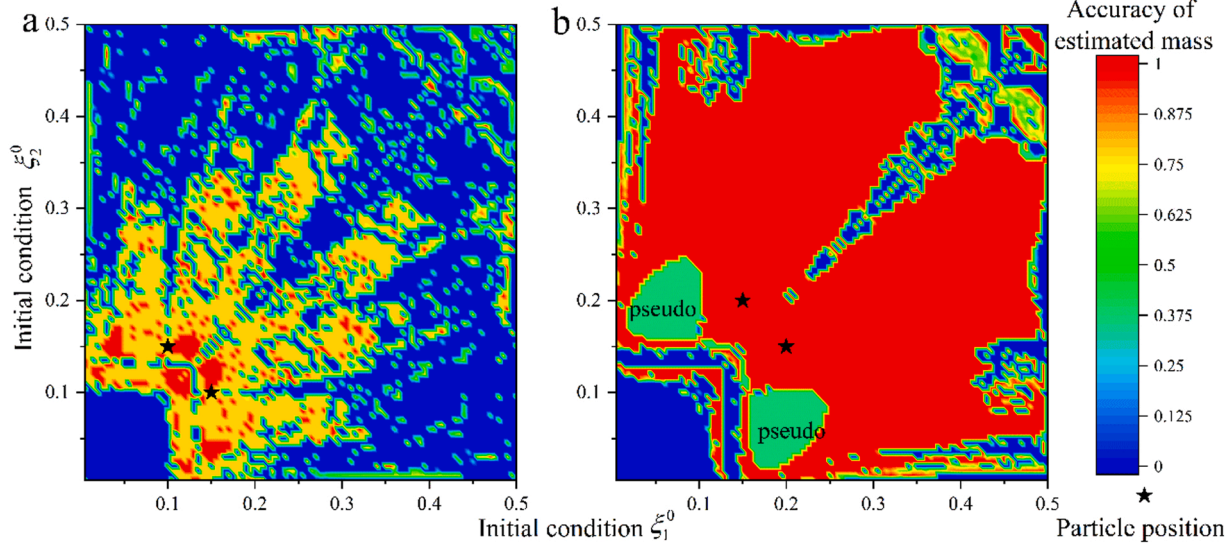 a
0.5
0.4
0.3
0.2
0.1
Initial condition ξ₂⁰
0.1 0.2 0.3 0.4 0.5
b
0.5
0.4
0.3
0.2
0.1
pseudo
pseudo
0.1 0.2 0.3 0.4 0.5
Initial condition ξ₁⁰
Accuracy of
estimated mass
1
0.875
0.75
0.625
0.5
0.375
0.25
0.125
0
★
Particle position